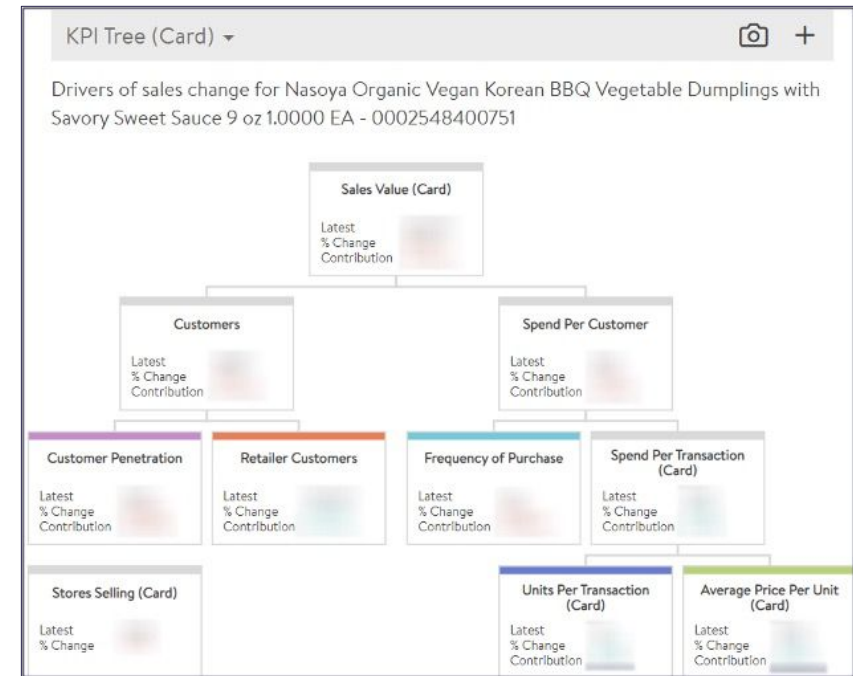 KPI Tree (Card)
Drivers of sales change for Nasoya Organic Vegan Korean BBQ Vegetable Dumplings with
Savory Sweet Sauce 9 oz 1.0000 EA - 0002548400751
Sales Value (Card)
Latest
% Change
Contribution
Customers
Latest
% Change
Contribution
Spend Per Customer
Latest
% Change
Contribution
Customer Penetration
Latest
% Change
Contribution
Retailer Customers
Latest
% Change
Contribution
Frequency of Purchase
Latest
% Change
Contribution
Spend Per Transaction
(Card)
Latest
% Change
Contribution
Stores Selling (Card)
Latest
% Change
Units Per Transaction
(Card)
Latest
% Change
Contribution
Average Price Per Unit
(Card)
Latest
% Change
Contribution